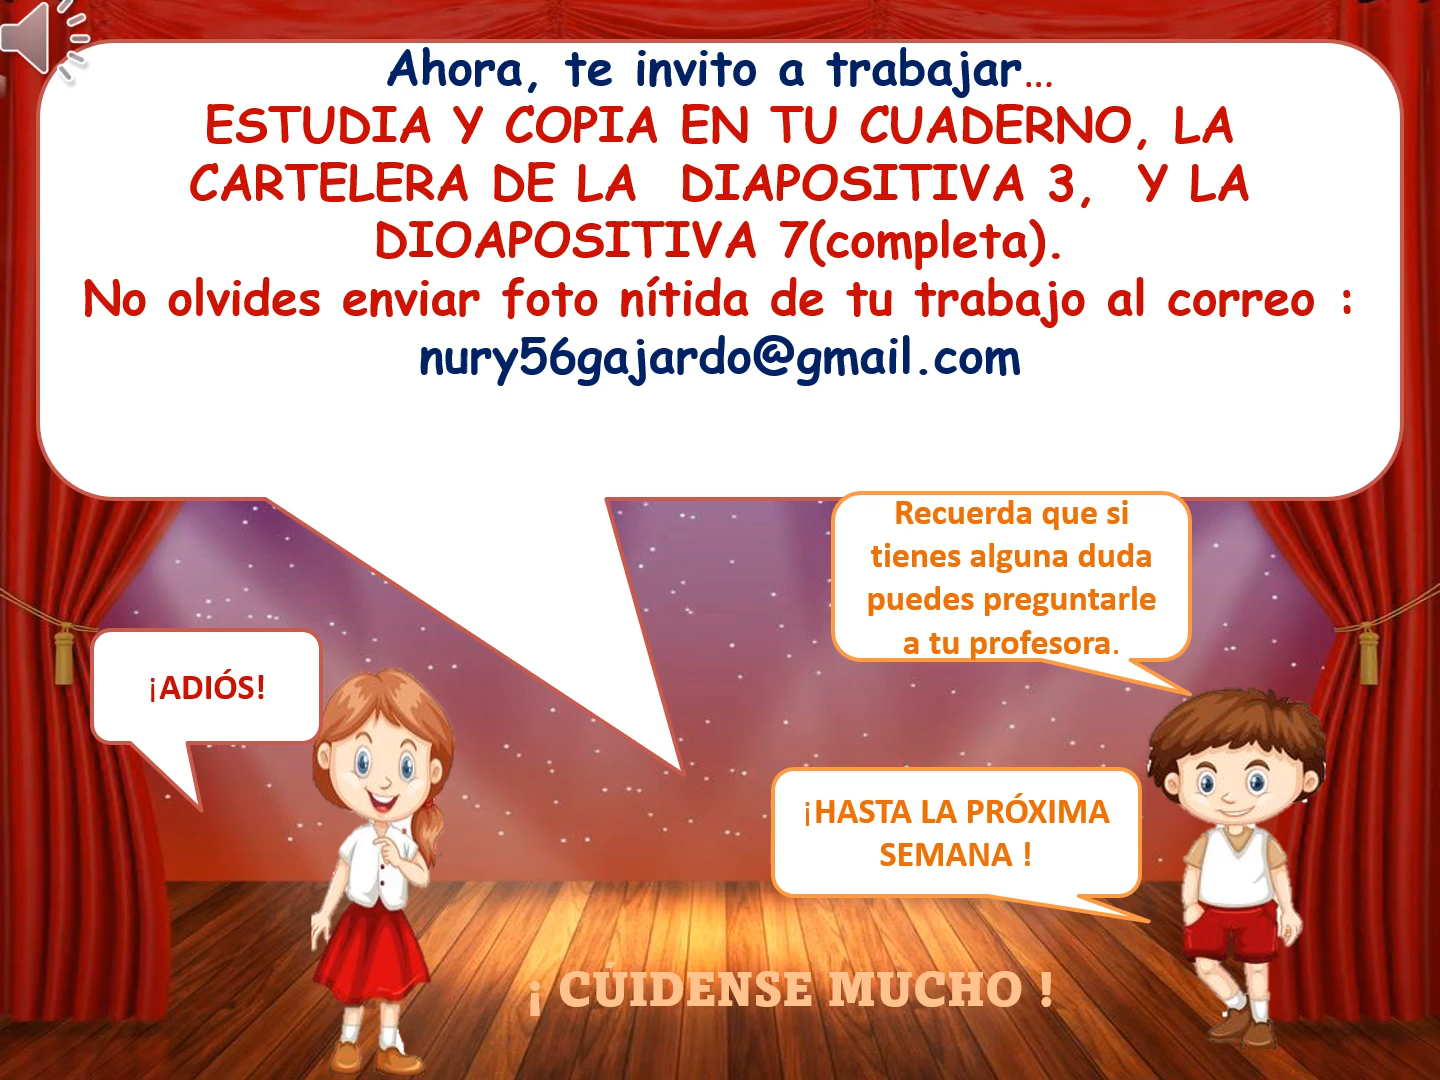 Ahora, te invito a trabajar...
ESTUDIA Y COPIA EN TU CUADERNO, LA
CARTELERA DE LA DIAPOSITIVA 3, Y LA
DIOAPOSITIVA 7(completa).
No olvides enviar foto nítida de tu trabajo al correo :
nury56gajardo@gmail.com
Recuerda que si
tienes alguna duda
puedes preguntarle
a tu profesora.
¡ADIÓS!
¡HASTA LA PRÓXIMA
SEMANA !
¡ CÚIDENSE MUCHO !